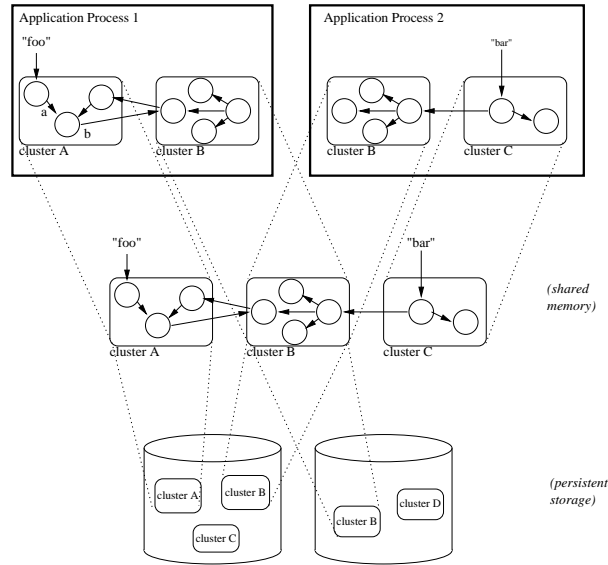 Application Process 1
Application Process 2
"foo"
"bar"
a
b
cluster A
cluster B
cluster B
cluster C
"foo"
"bar"
(shared
memory)
cluster A
cluster B
cluster C
(persistent
storage)
cluster A
cluster B
cluster C
cluster B
cluster D